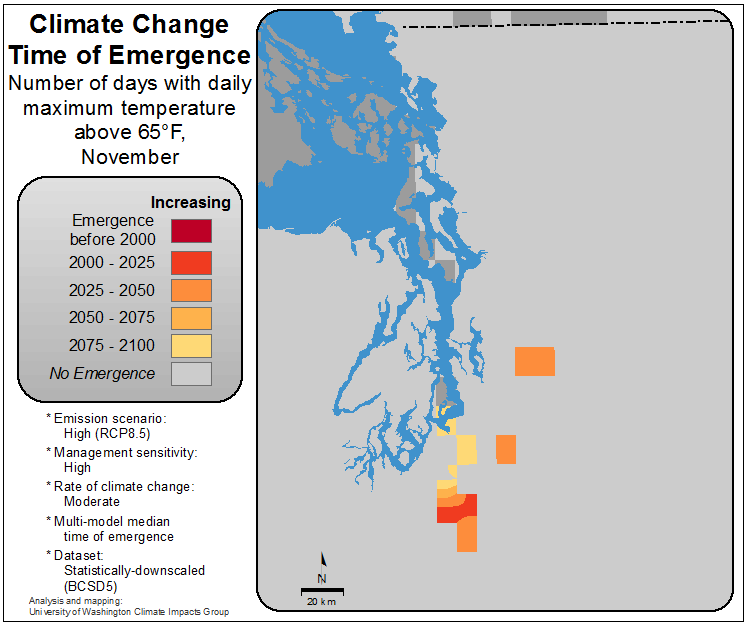 Climate Change
Time of Emergence
Number of days with daily
maximum temperature
above 65°F,
November
Increasing
Emergence
before 2000
2000 - 2025
2025 - 2050
2050 - 2075
2075 - 2100
No Emergence
* Emission scenario:
High (RCP8.5)
* Management sensitivity:
High
* Rate of climate change:
Moderate
* Multi-model median
time of emergence
* Dataset:
Statistically-downscaled
(BCSD5)
Analysis and mapping:
University of Washington Climate Impacts Group
N
20 km